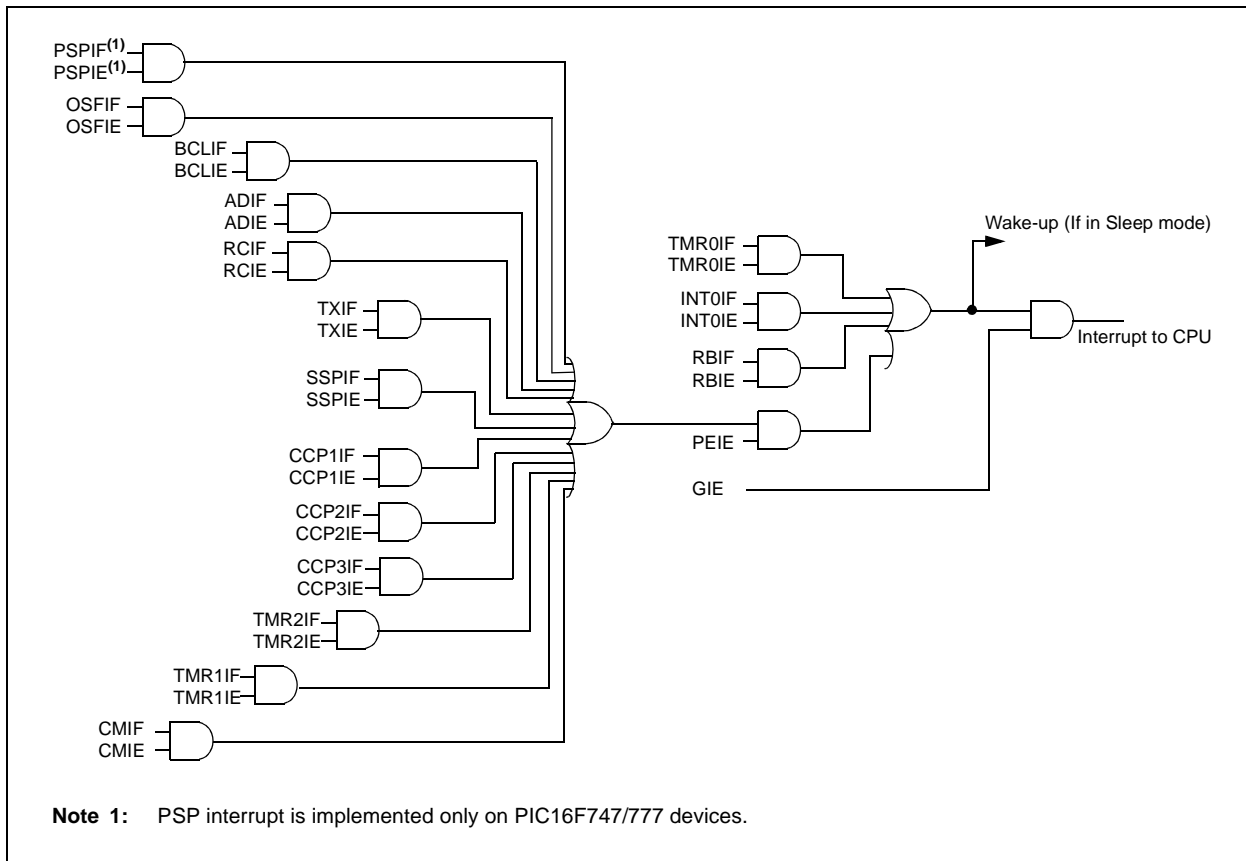 PSPIF(1)
PSPIE(1)
OSFIF
OSFIE
BCLIF
BCLIE
ADIF
ADIE
RCIF
RCIE
TXIF
TXIE
SSPIF
SSPIE
CCP1IF
CCP1IE
CCP2IF
CCP2IE
CCP3IF
CCP3IE
TMR2IF
TMR2IE
TMR1IF
TMR1IE
CMIF
CMIE
TMR0IF
TMR0IE
INT0IF
INT0IE
RBIF
RBIE
PEIE
GIE
Wake-up (If in Sleep mode)
Interrupt to CPU
Note 1: PSP interrupt is implemented only on PIC16F747/777 devices.